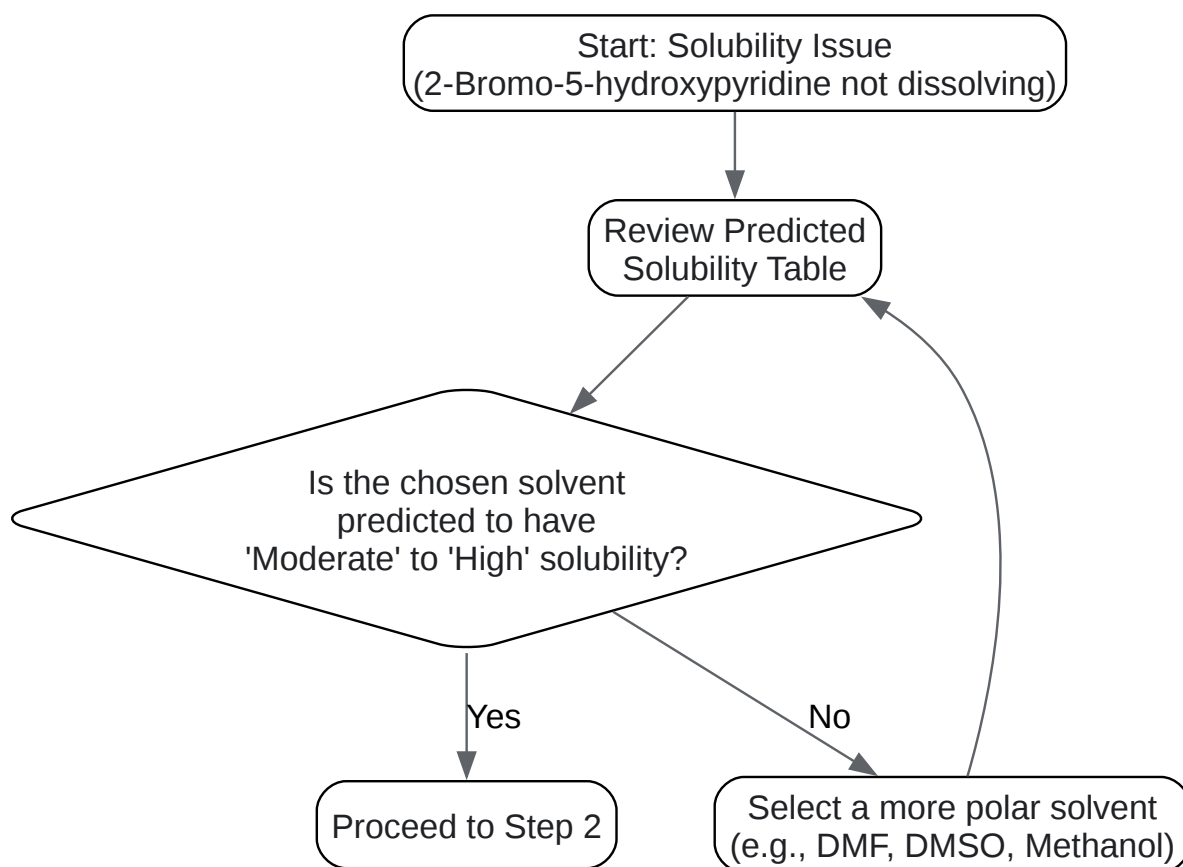 Start: Solubility Issue
(2-Bromo-5-hydroxypyridine not dissolving)
Review Predicted
Solubility Table
Is the chosen solvent
predicted to have
'Moderate' to 'High' solubility?
Yes
No
Proceed to Step 2
Select a more polar solvent
(e.g., DMF, DMSO, Methanol)